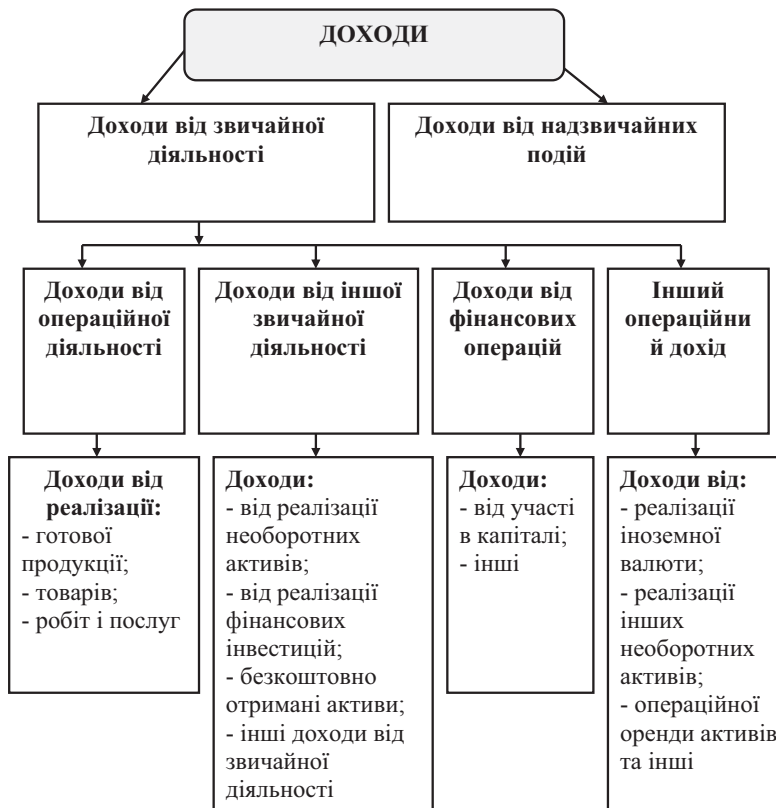 ДОХОДИ
Доходи від звичайної
діяльності
Доходи від надзвичайних
подій
Доходи від
операційної
діяльності
Доходи від іншої
звичайної
діяльності
Доходи від
фінансових
операцій
Інший
операційни
й дохід
Доходи від
реалізації:
- готової
продукції;
- товарів;
- робіт і послуг
Доходи:
- від реалізації
необоротних
активів;
- від реалізації
фінансових
інвестицій;
- безкоштовно
отримані активи;
- інші доходи від
звичайної
діяльності
Доходи:
- від участі
в капіталі;
- інші
Доходи від:
- реалізації
іноземної
валюти;
- реалізації
інших
необоротних
активів;
- операційної
оренди активів
та інші